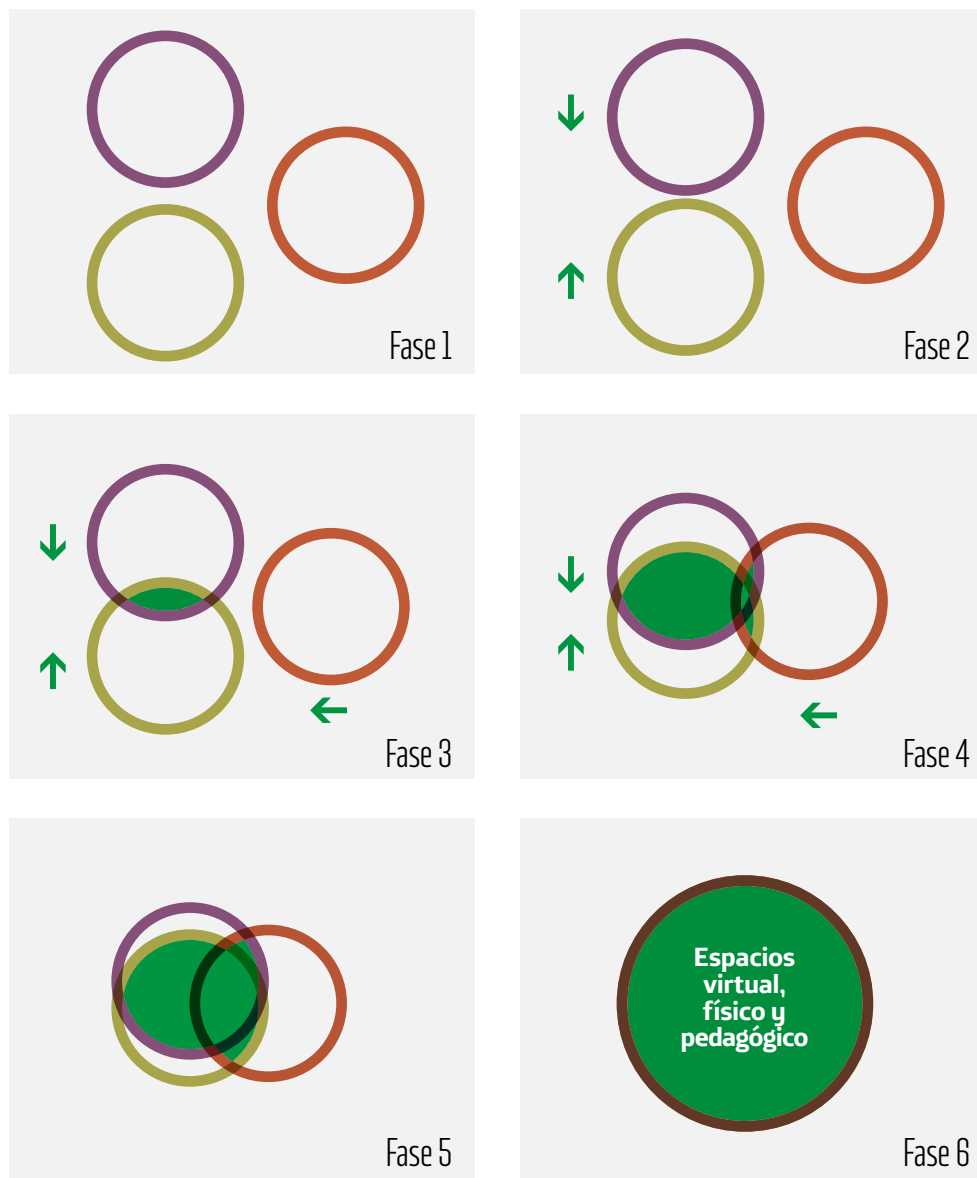 Fase 1
Fase 2
Fase 3
Fase 4
Fase 5
Espacios
virtual,
físico y
pedagógico
Fase 6